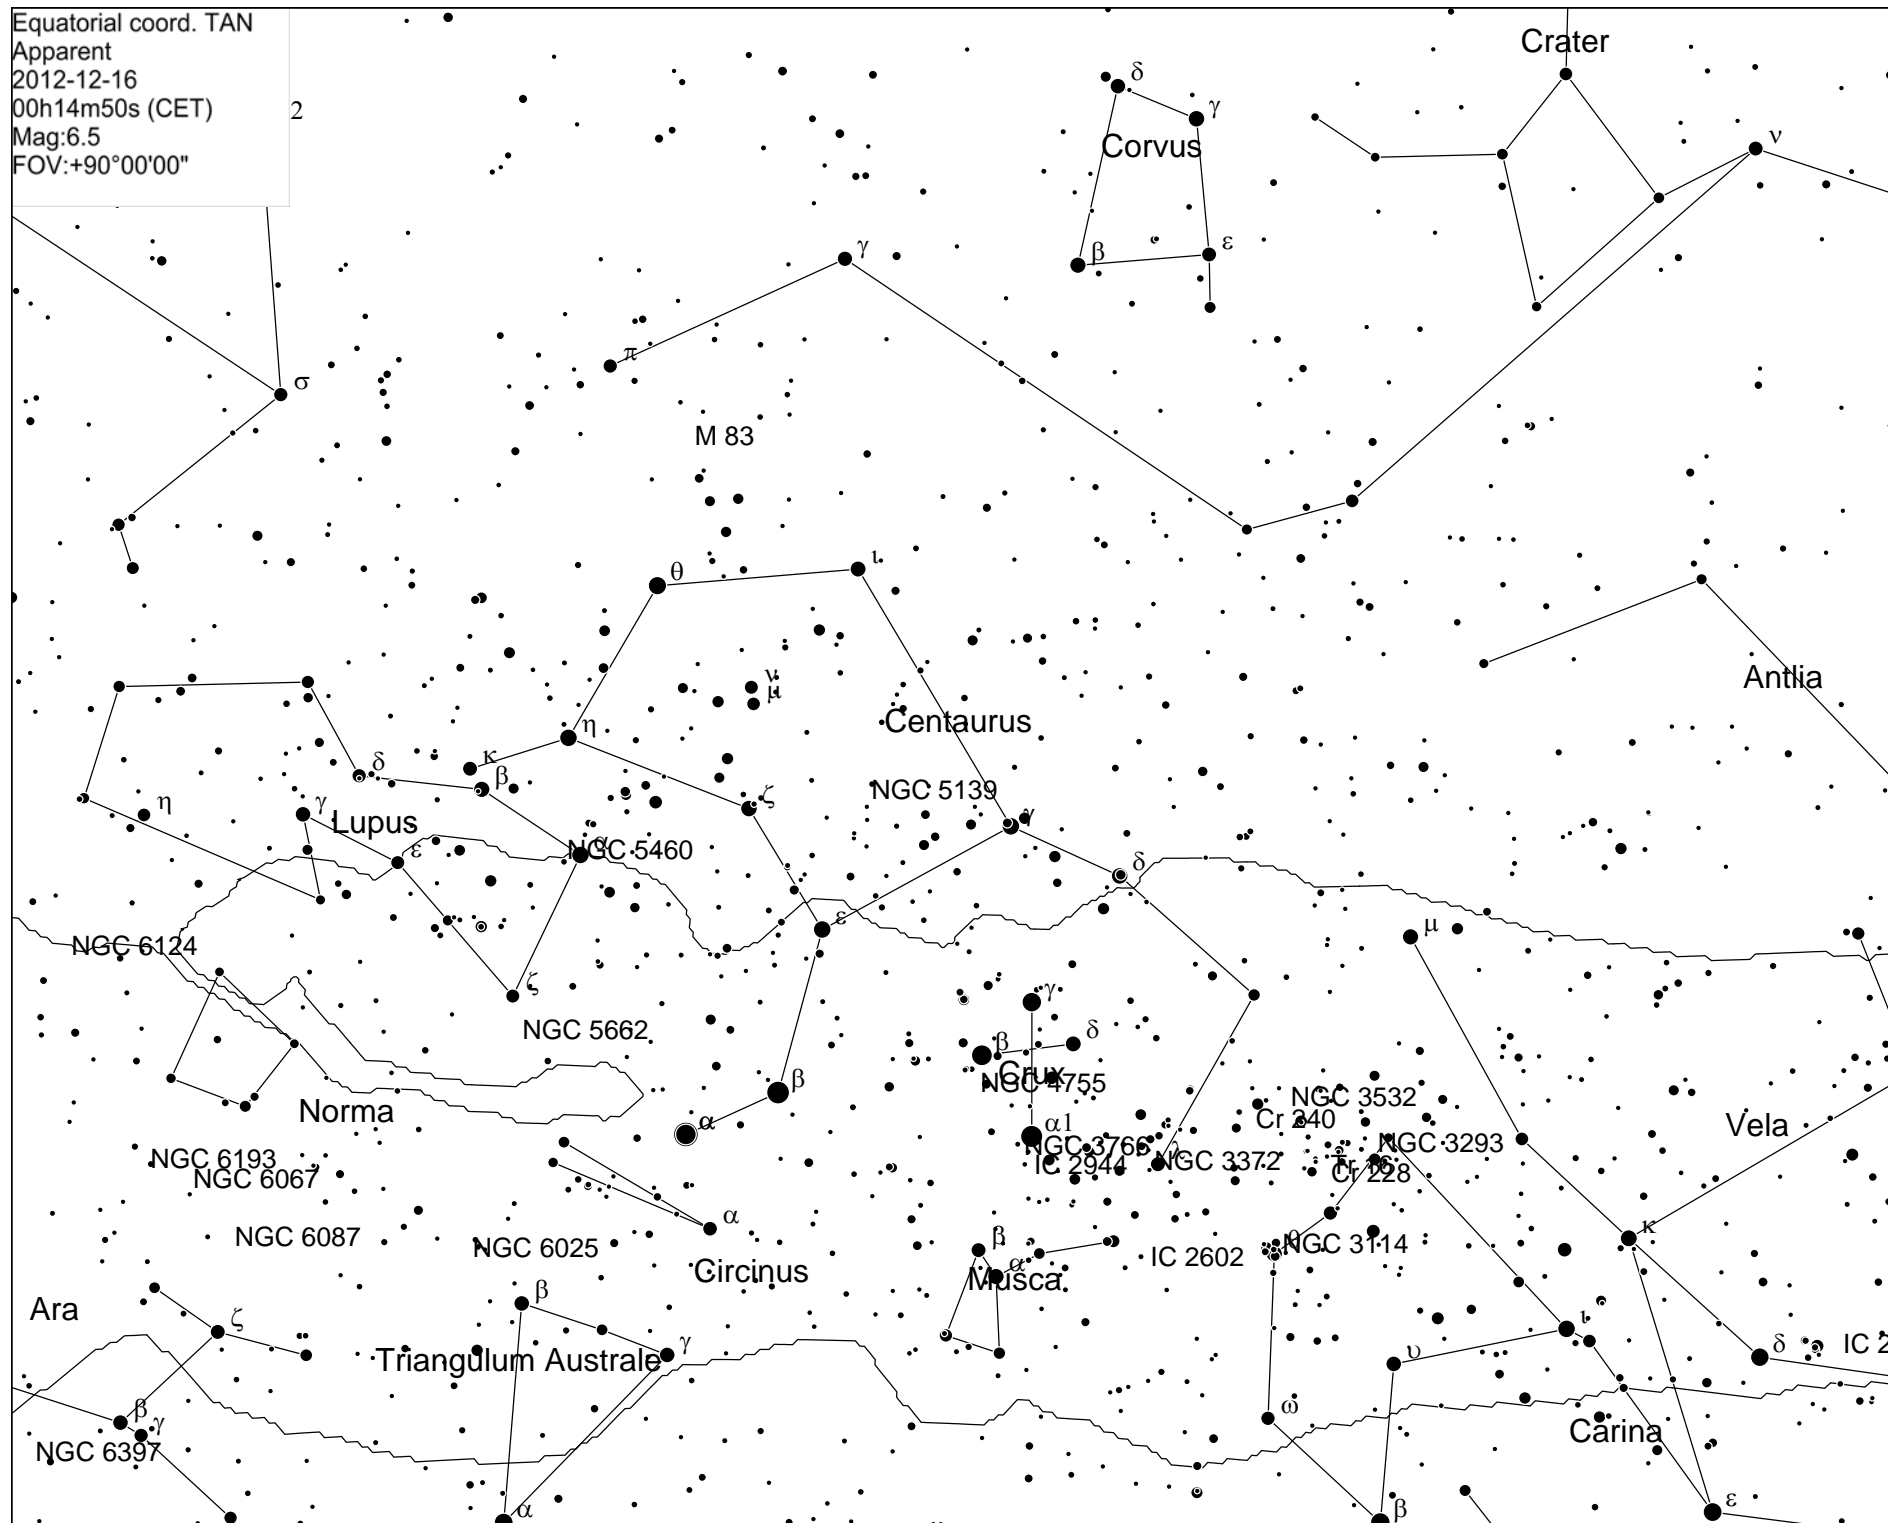 Equatorial coord. TAN
Apparent
2012-12-16
00h14m50s (CET)
Mag:6.5
FOV:+90°00'00"
2
Crater
δ
γ
Corvus
ν
β
ε
γ
π
σ
M 83
θ
ι
Antlia
ν
μ
η
Centaurus
κ
δ
β
ζ
NGC 5139
η
γ
Lupus
γ
α
NGC 5460
ε
δ
ε
μ
NGC 6124
ζ
γ
NGC 5662
β
δ
Crux
NGC 4755
β
NGC 3532
Norma
Cr 240
Vela
α
α1
NGC 3766
NGC 3293
IC 2944
λ
NGC 3372
Cr 228
NGC 6193
NGC 6067
α
κ
NGC 6087
NGC 6025
β
θ
NGC 3114
IC 2602
Circinus
α
Musca
β
Ara
ζ
ι
Triangulum Australe
γ
υ
δ
IC 2
β
γ
ω
Carina
NGC 6397
α
β
ε